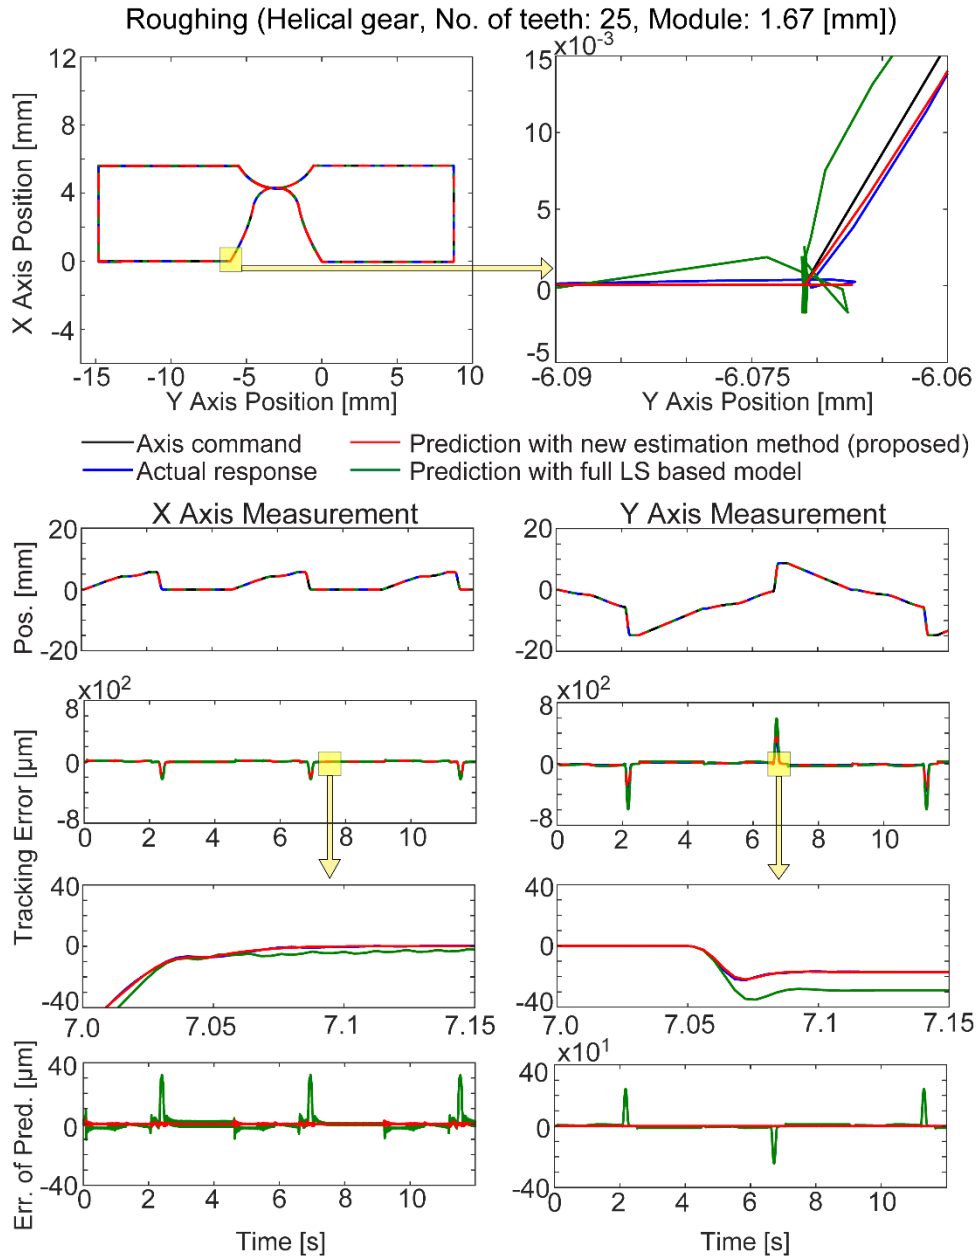 Roughing (Helical gear, No. of teeth: 25, Module: 1.67 [mm])
12
8
4
0
-4
X Axis Position [mm]
-15 -10 -5 0 5 10
Y Axis Position [mm]
x10-3
15
10
5
0
-5
-6.09 -6.075 -6.06
Y Axis Position [mm]
Axis command
Prediction with new estimation method (proposed)
Actual response
Prediction with full LS based model
X Axis Measurement
Y Axis Measurement
Pos. [mm]
20
0
-20
20
0
-20
Tracking Error [μm]
x10²
8
0
-8
0 2 4 6 8 10
x10²
8
0
-8
0 2 4 6 8 10
40
0
-40
7.0 7.05 7.1 7.15
40
0
-40
7.0 7.05 7.1 7.15
Err. of Pred. [μm]
40
0
-40
0 2 4 6 8 10
Time [s]
x10¹
40
0
-40
0 2 4 6 8 10
Time [s]